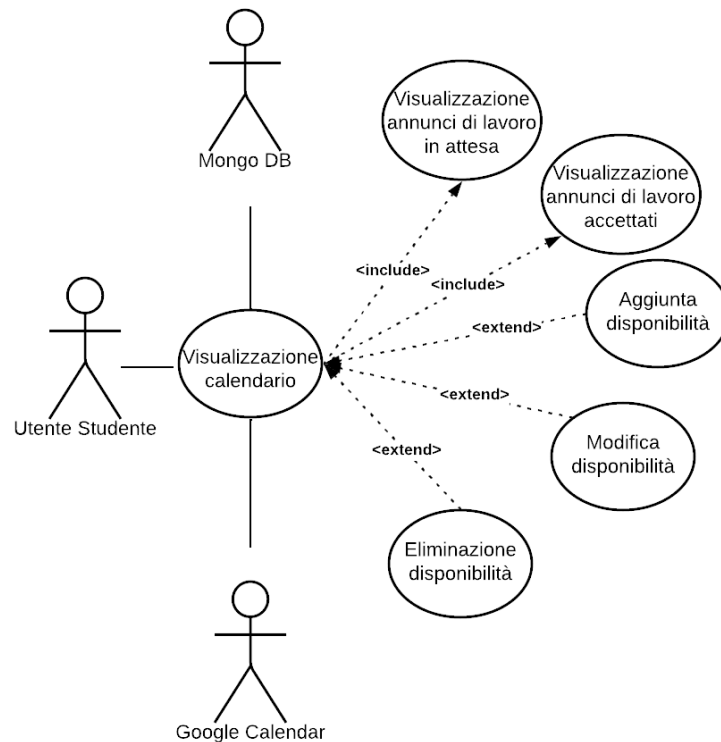 Mongo DB
Visualizzazione
annunci di lavoro
in attesa
Visualizzazione
annunci di lavoro
accettati
<include>
<include>
Aggiunta
disponibilità
<extend>
Utente Studente
Visualizzazione
calendario
<extend>
Modifica
disponibilità
<extend>
Eliminazione
disponibilità
Google Calendar